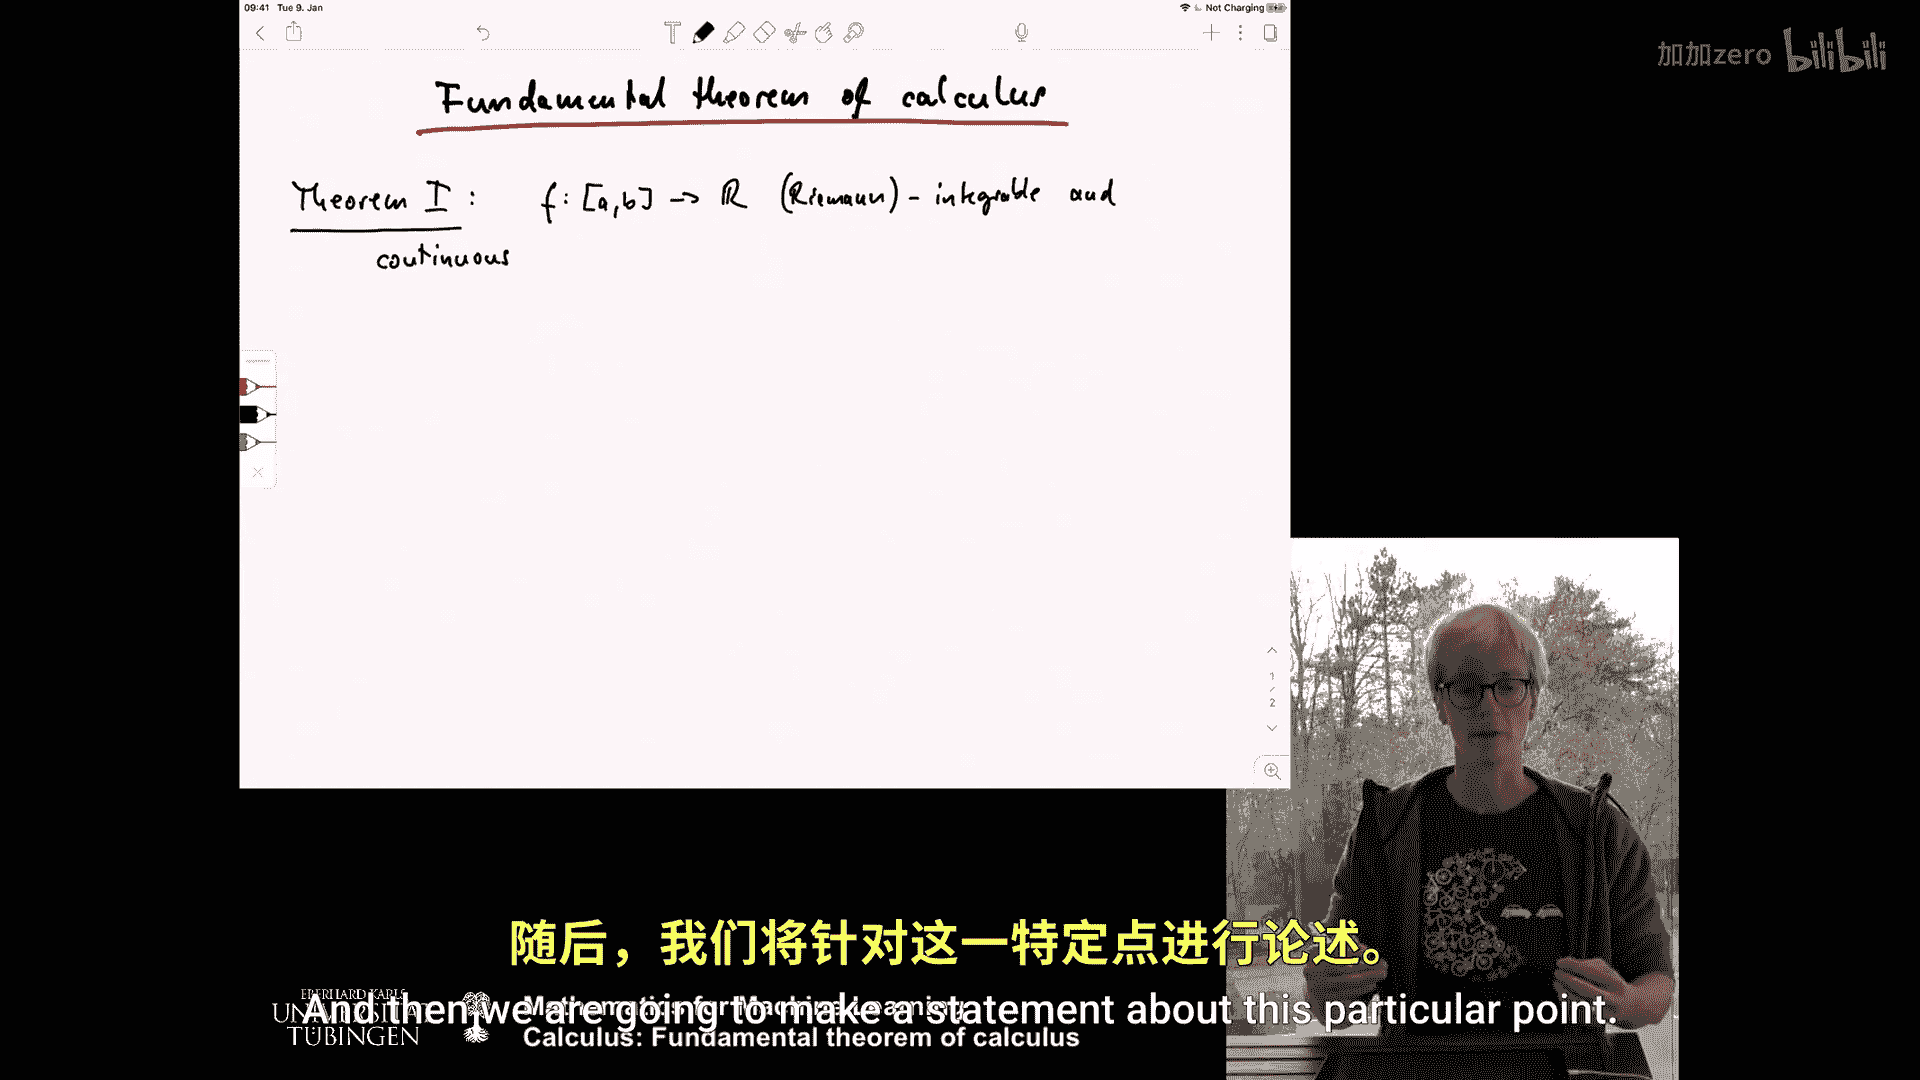 09:41 Tue 9. Jan
Not Charging
加加zero bilibili
Fundamental theorem of calculus
Theorem I : f: [a,b] -> ℝ (Riemann) - integrable and
continuous
1
/
2
随后，我们将针对这一特定点进行论述。
And then we are going to make a statement about this particular point.
EBERHARD KARLS
UNIVERSITÄT
TÜBINGEN
Mathematics for Machine Learning
Calculus: Fundamental theorem of calculus